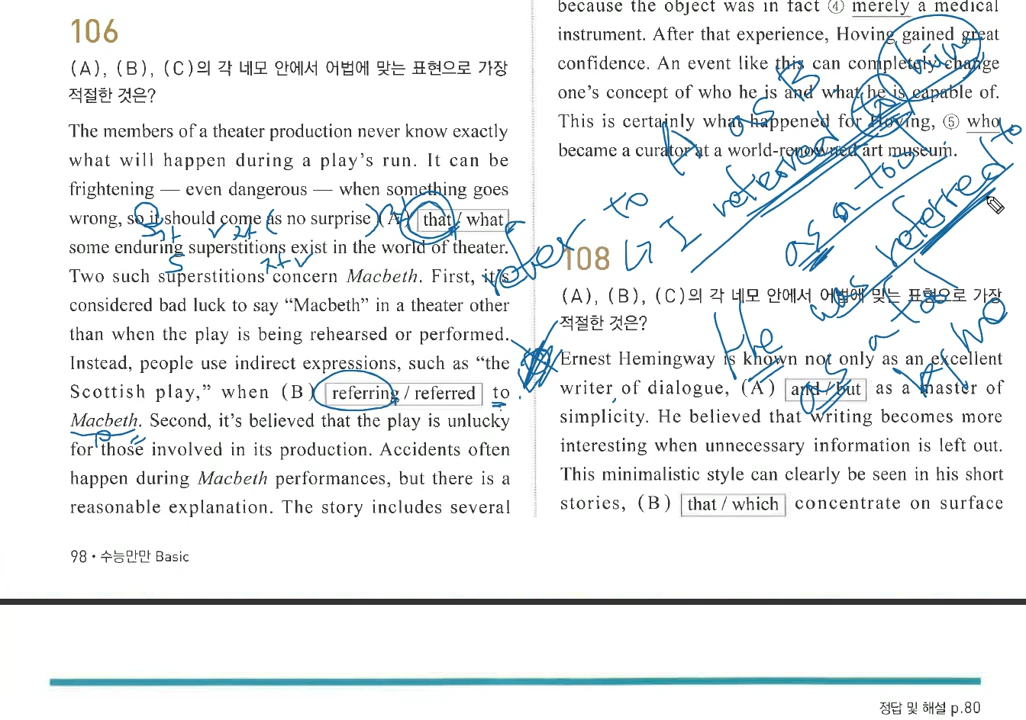 106
(A), (B), (C)의 각 네모 안에서 어법에 맞는 표현으로 가장
적절한 것은?
The members of a theater production never know exactly
what will happen during a play's run. It can be
frightening — even dangerous — when something goes
wrong, so it should come as no surprise (A) that / what
some enduring superstitions exist in the world of theater.
Two such superstitions concern Macbeth. First, it's
considered bad luck to say “Macbeth” in a theater other
than when the play is being rehearsed or performed.
Instead, people use indirect expressions, such as “the
Scottish play,” when (B) referring / referred to
Macbeth. Second, it's believed that the play is unlucky
for those involved in its production. Accidents often
happen during Macbeth performances, but there is a
reasonable explanation. The story includes several
98 • 수능만만 Basic
because the object was in fact ④ merely a medical
instrument. After that experience, Hoving gained great
confidence. An event like this can completely change
one's concept of who he is and what he is capable of.
This is certainly what happened for Hoving, ⑤ who
became a curator at a world-renowned art museum.
refer to A as B
I referred to him
as a fool
He was referred to
as a fool
by me
108
(A), (B), (C)의 각 네모 안에서 어법에 맞는 표현으로 가장
적절한 것은?
Ernest Hemingway is known not only as an excellent
writer of dialogue, (A) and / but as a master of
simplicity. He believed that writing becomes more
interesting when unnecessary information is left out.
This minimalistic style can clearly be seen in his short
stories, (B) that / which concentrate on surface
정답 및 해설 p.80